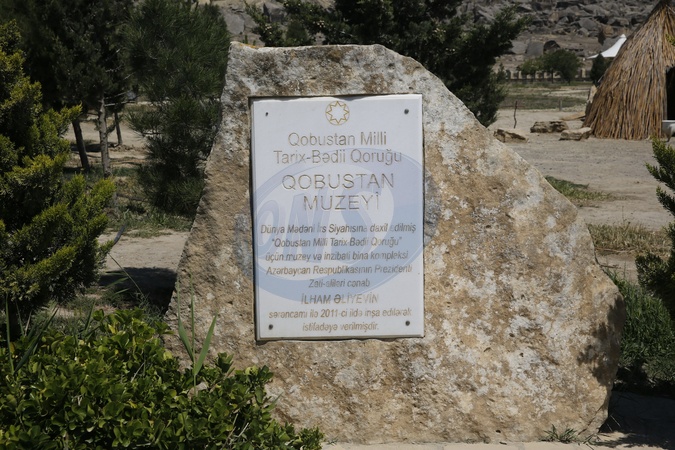 Qobustan Milli
Tarix-Bədii Qoruğu
QOBUSTAN
MUZEYİ
Dünya Mədəni İrs Siyahısına daxil edilmiş
"Qobustan Milli Tarix-Bədii Qoruğu"
üçün muzey və inzibati bina kompleksi
Azərbaycan Respublikasının Prezidenti
Zati-aliləri cənab
İLHAM ƏLİYEVİN
sərəncamı ilə 2011-ci ildə inşa edilərək
istifadəyə verilmişdir.